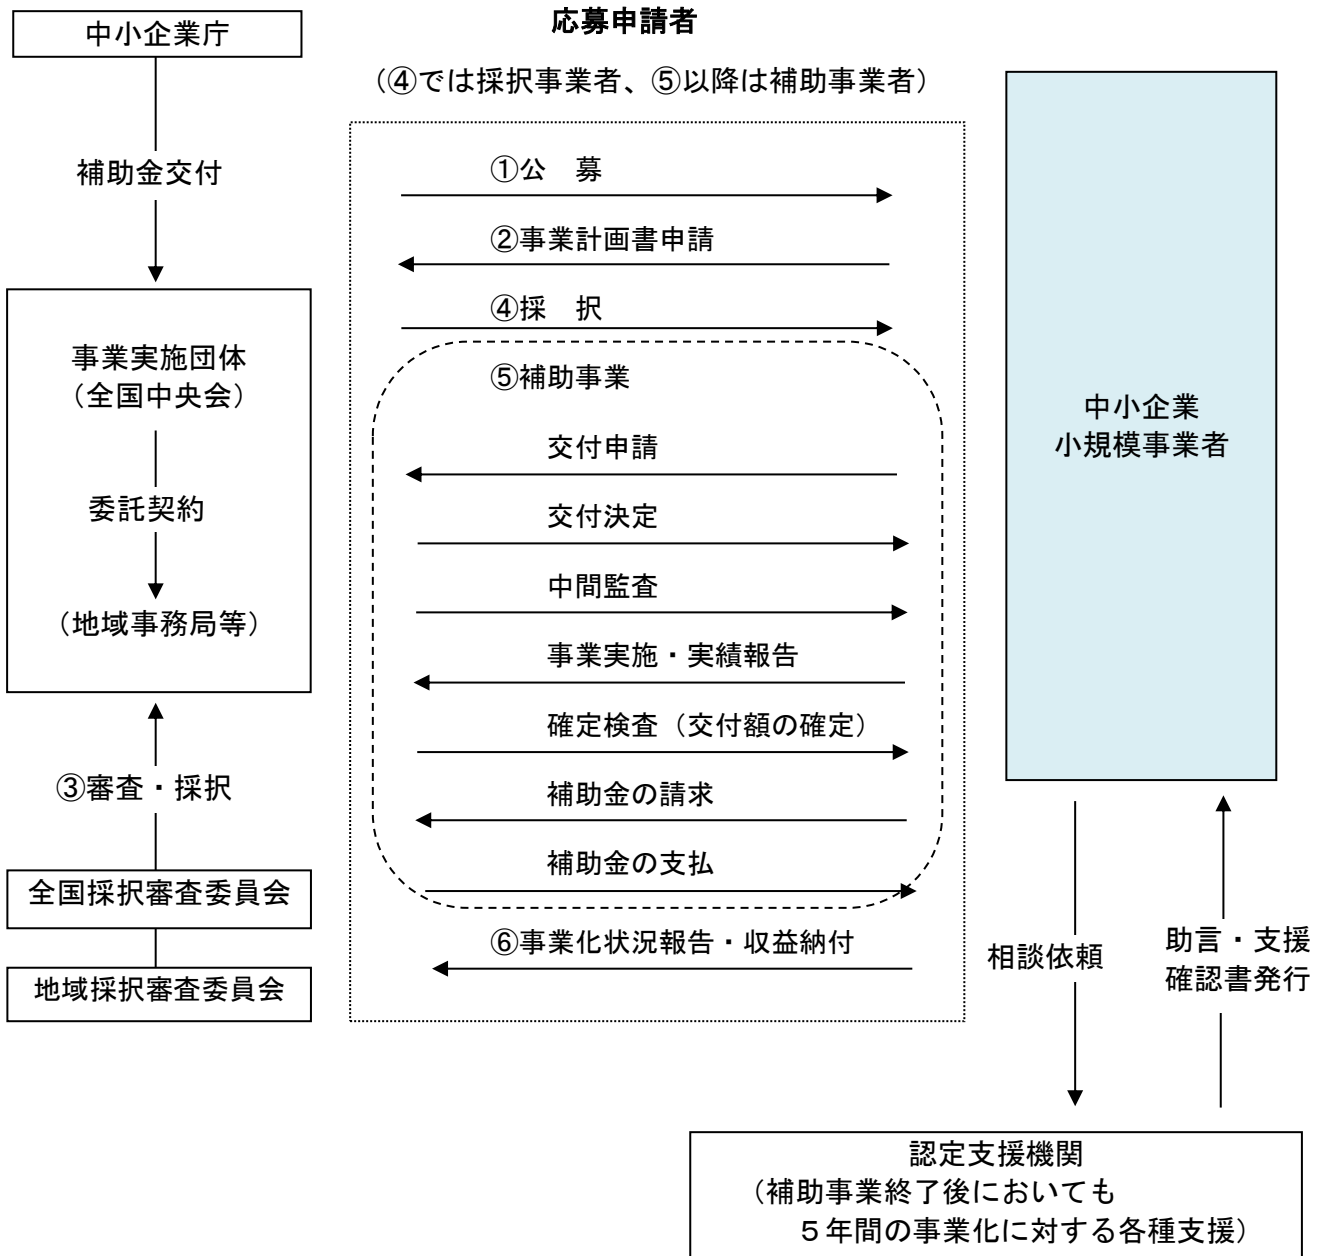 中小企業庁
補助金交付
事業実施団体
（全国中央会）
委託契約
（地域事務局等）
③審査・採択
全国採択審査委員会
地域採択審査委員会
応募申請者
（④では採択事業者、⑤以降は補助事業者）
①公　募
②事業計画書申請
④採　択
⑤補助事業
交付申請
交付決定
中間監査
事業実施・実績報告
確定検査（交付額の確定）
補助金の請求
補助金の支払
⑥事業化状況報告・収益納付
中小企業
小規模事業者
相談依頼
助言・支援
確認書発行
認定支援機関
（補助事業終了後においても
５年間の事業化に対する各種支援）